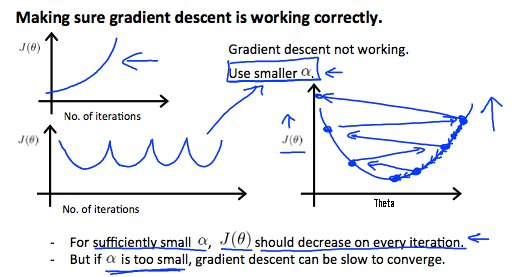 Making sure gradient descent is working correctly.
J(θ)
No. of iterations
Gradient descent not working.
Use smaller α.
J(θ)
No. of iterations
J(θ)
Theta
- For sufficiently small α, J(θ) should decrease on every iteration.
- But if α is too small, gradient descent can be slow to converge.